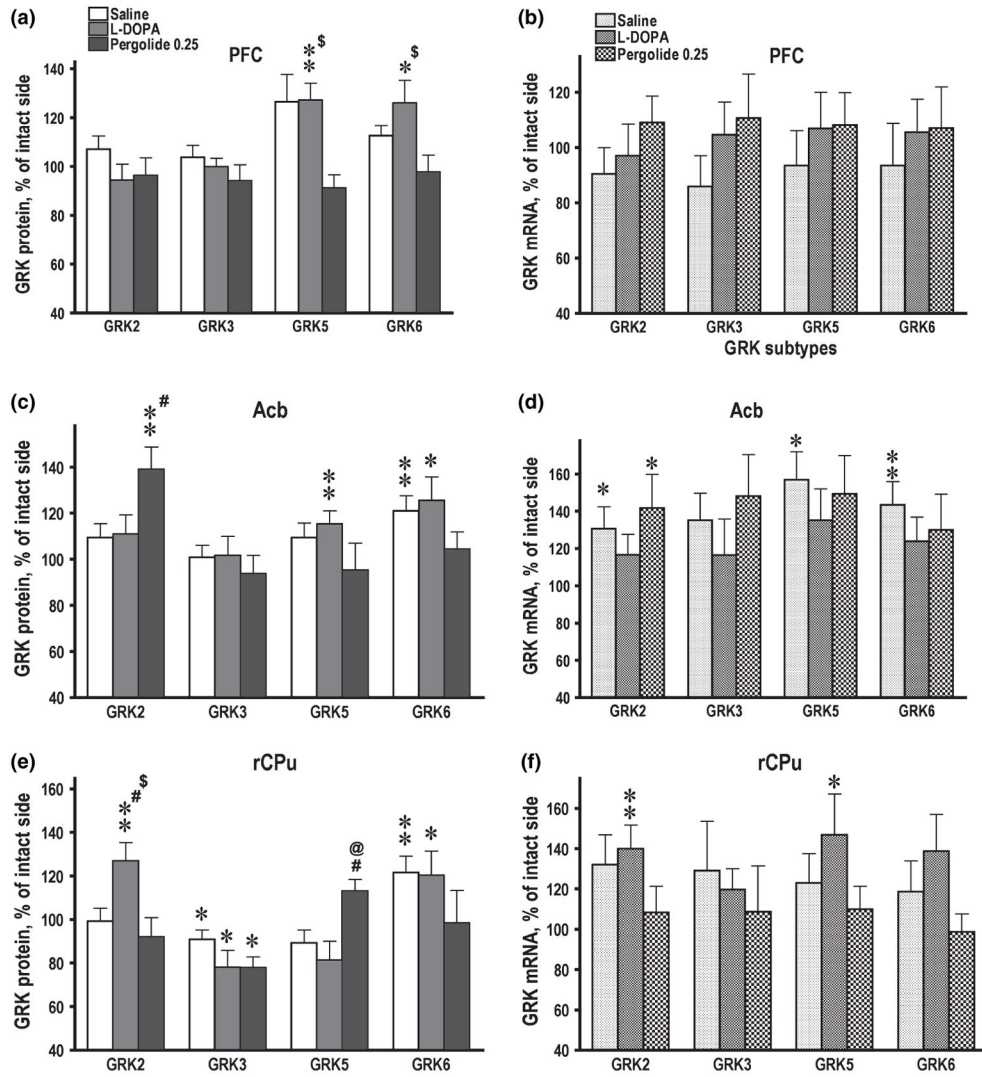 (a)
Saline
L-DOPA
Pergolide 0.25
PFC
GRK protein, % of intact side
140
120
100
80
60
40
**$
*$
GRK2 GRK3 GRK5 GRK6
(b)
Saline
L-DOPA
Pergolide 0.25
PFC
GRK mRNA, % of intact side
120
100
80
60
40
GRK2 GRK3 GRK5 GRK6
GRK subtypes
(c)
Acb
GRK protein, % of intact side
140
120
100
80
60
40
**#
**
**
*
GRK2 GRK3 GRK5 GRK6
(d)
Acb
GRK mRNA, % of intact side
160
140
120
100
80
60
40
*
*
*
**
GRK2 GRK3 GRK5 GRK6
(e)
rCPu
GRK protein, % of intact side
160
140
120
100
80
60
40
**#$
*
*
*
@
#
**
*
GRK2 GRK3 GRK5 GRK6
(f)
rCPu
GRK mRNA, % of intact side
160
140
120
100
80
60
40
**
*
GRK2 GRK3 GRK5 GRK6